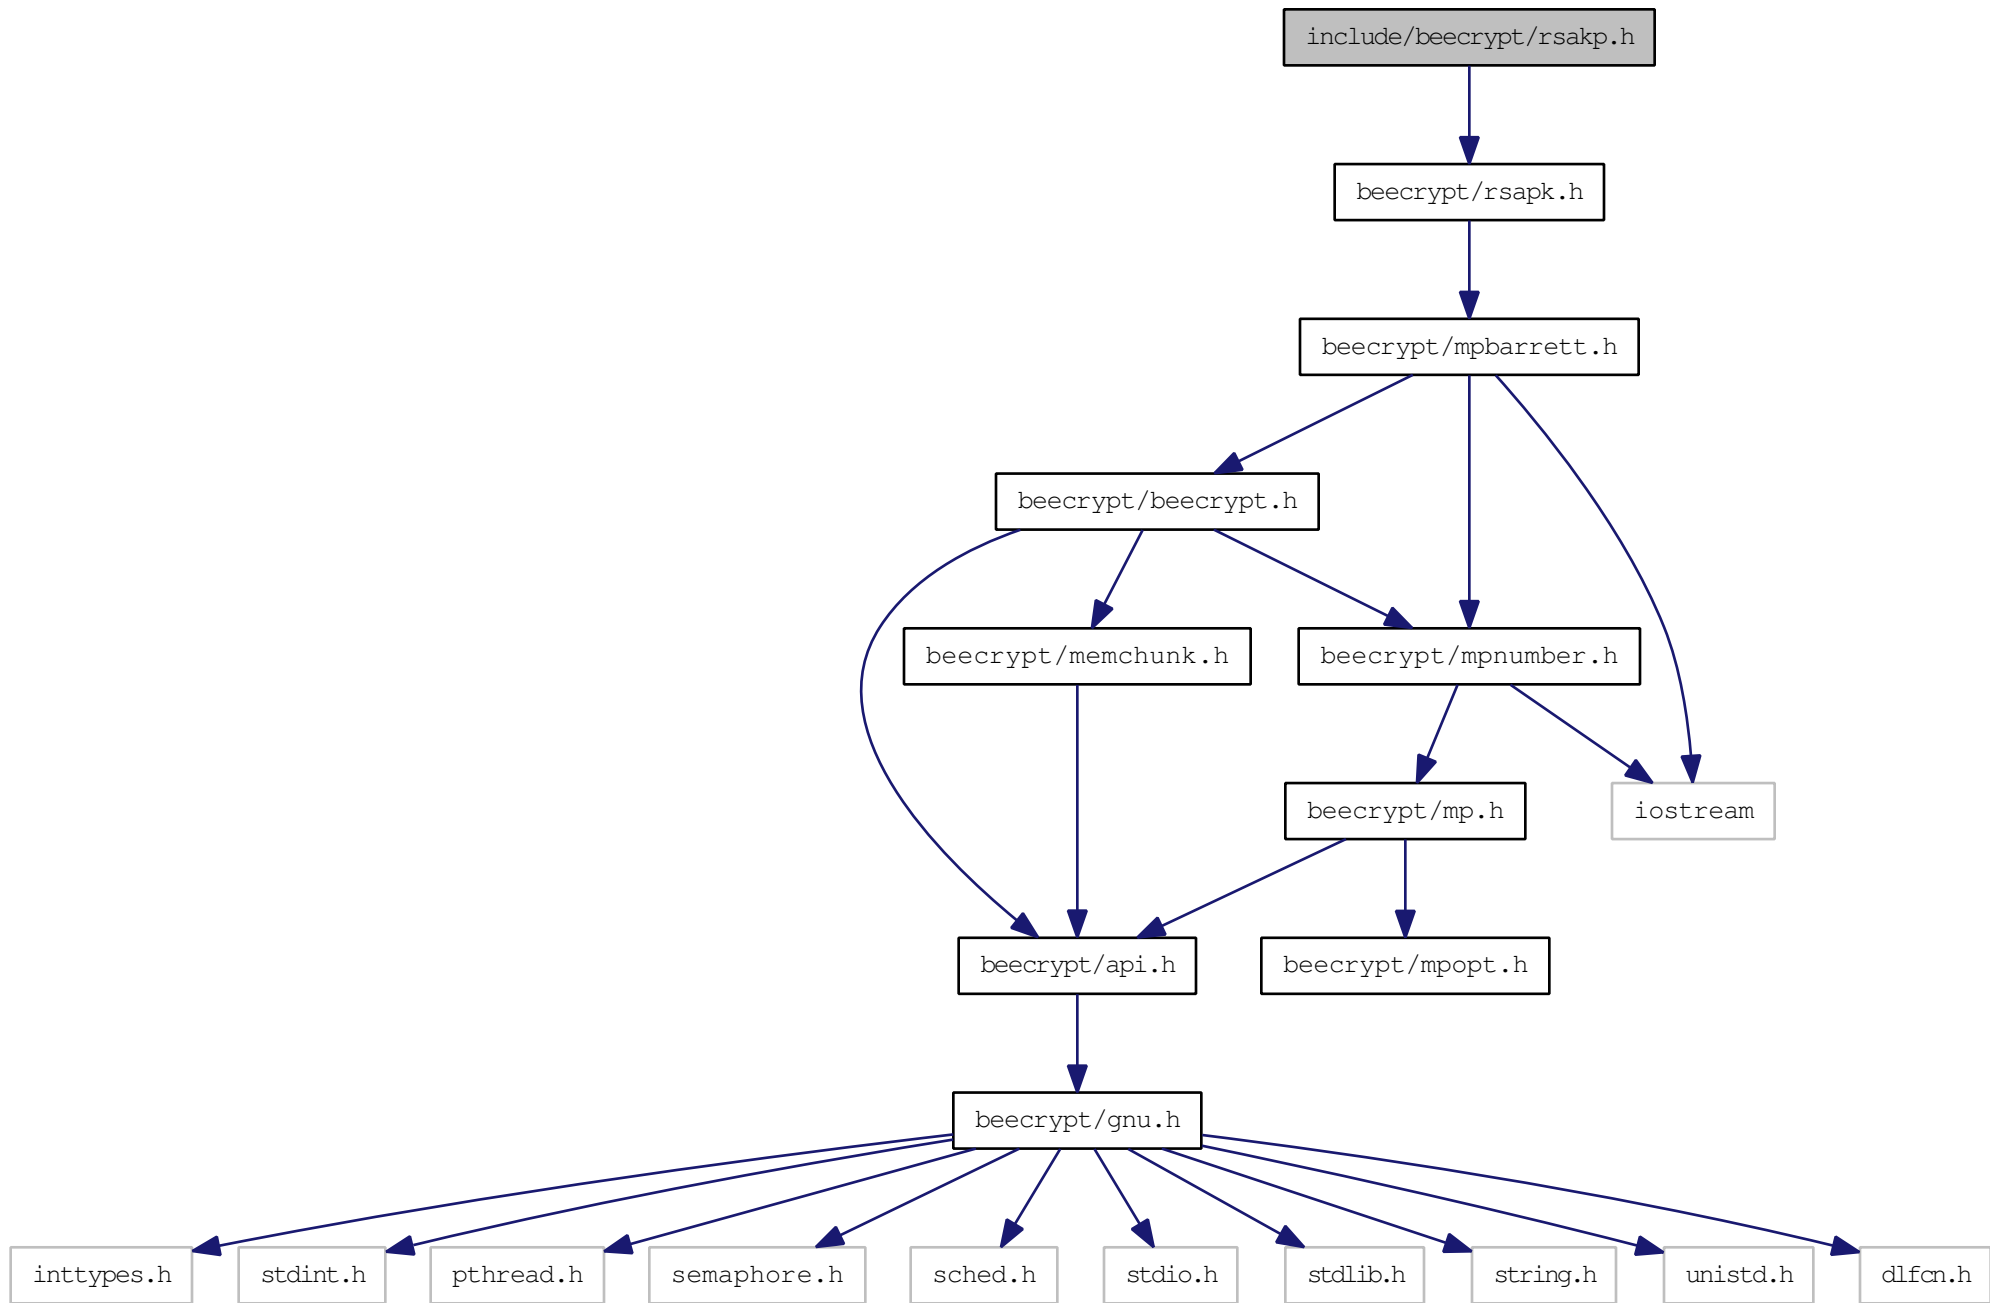 include/beecrypt/rsakp.h
beecrypt/rsapk.h
beecrypt/mpbarrett.h
beecrypt/beecrypt.h
beecrypt/memchunk.h
beecrypt/mpnumber.h
beecrypt/mp.h
iostream
beecrypt/api.h
beecrypt/mpopt.h
beecrypt/gnu.h
inttypes.h
stdint.h
pthread.h
semaphore.h
sched.h
stdio.h
stdlib.h
string.h
unistd.h
dlfcn.h